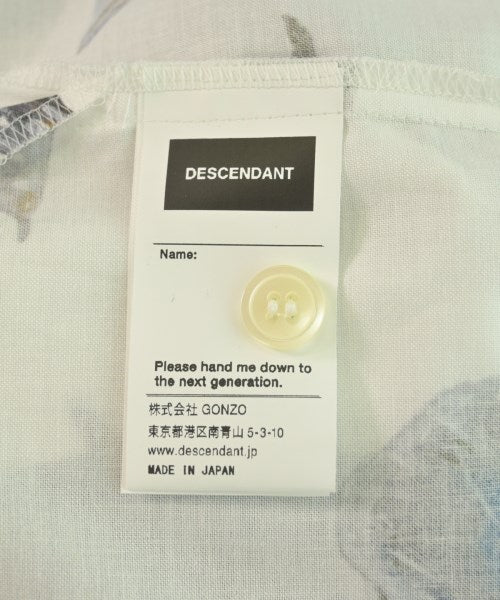 DESCENDANT
Name:
Please hand me down to
the next generation.
株式会社 GONZO
東京都港区南青山 5-3-10
www.descendant.jp
MADE IN JAPAN